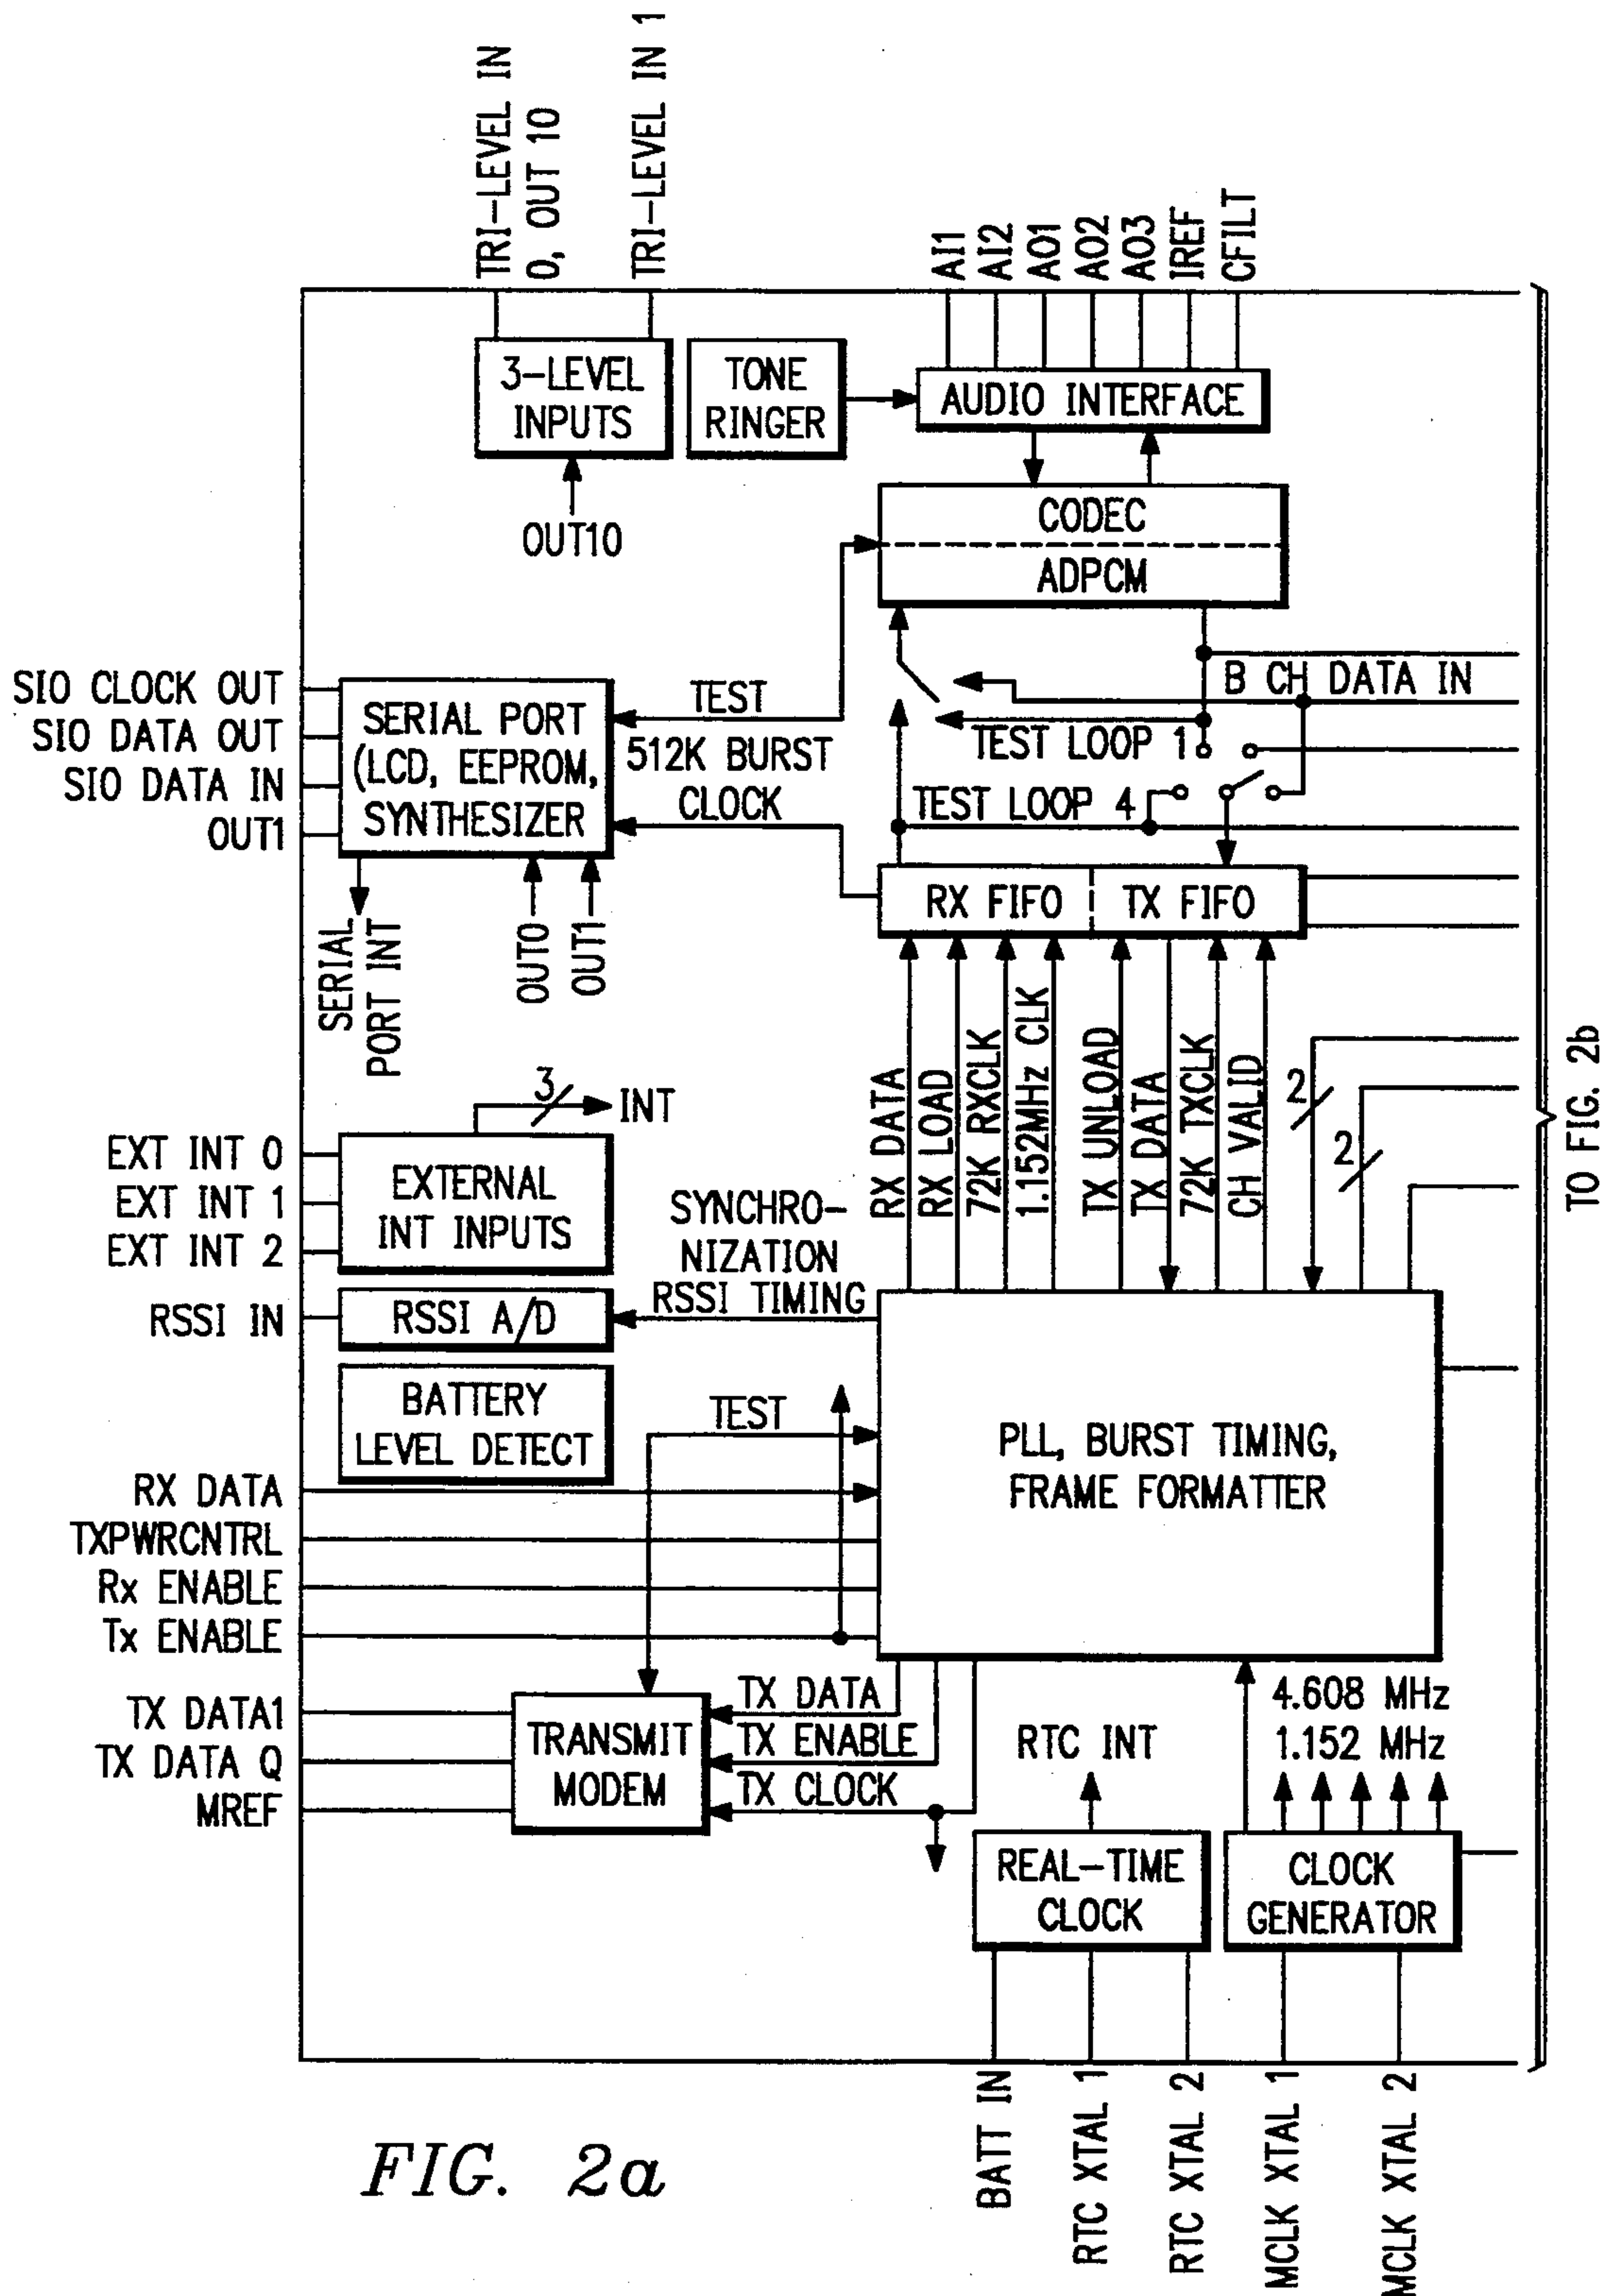 TRI-LEVEL IN
0, OUT 10
TRI-LEVEL IN 1
AI1
AI2
AO1
AO2
AO3
IREF
CFILT
3-LEVEL
INPUTS
TONE
RINGER
AUDIO INTERFACE
OUT10
CODEC
ADPCM
SIO CLOCK OUT
SIO DATA OUT
SIO DATA IN
OUT1
SERIAL PORT
(LCD, EEPROM,
SYNTHESIZER
TEST
512K BURST
CLOCK
B CH DATA IN
TEST LOOP 1
TEST LOOP 4
RX FIFO
TX FIFO
SERIAL
PORT INT
OUT0
OUT1
RX DATA
RX LOAD
72K RXCLK
1.152MHz CLK
TX UNLOAD
TX DATA
72K TXCLK
CH VALID
2
2
TO FIG. 2b
3
INT
EXT INT 0
EXT INT 1
EXT INT 2
EXTERNAL
INT INPUTS
SYNCHRO-
NIZATION
RSSI TIMING
RSSI IN
RSSI A/D
BATTERY
LEVEL DETECT
TEST
PLL, BURST TIMING,
FRAME FORMATTER
RX DATA
TXPWRCNTRL
Rx ENABLE
Tx ENABLE
TX DATA1
TX DATA Q
MREF
TRANSMIT
MODEM
TX DATA
TX ENABLE
TX CLOCK
RTC INT
4.608 MHz
1.152 MHz
REAL-TIME
CLOCK
CLOCK
GENERATOR
BATT IN
RTC XTAL 1
RTC XTAL 2
MCLK XTAL 1
MCLK XTAL 2
FIG. 2a